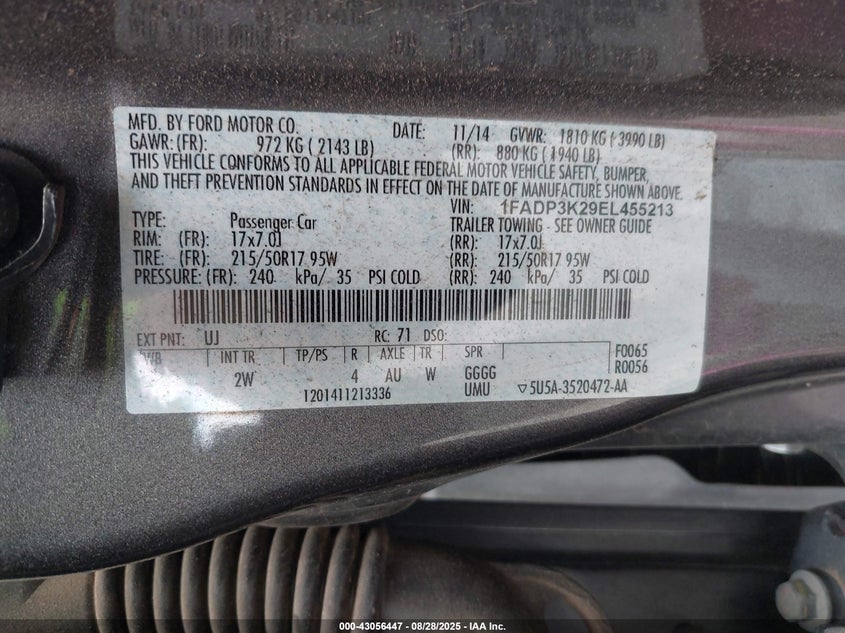 MFD. BY FORD MOTOR CO. DATE: 11/14 GVWR: 1810 KG ( 3990 LB)
GAWR: (FR): 972 KG ( 2143 LB) (RR): 880 KG ( 1940 LB)
THIS VEHICLE CONFORMS TO ALL APPLICABLE FEDERAL MOTOR VEHICLE SAFETY, BUMPER,
AND THEFT PREVENTION STANDARDS IN EFFECT ON THE DATE OF MANUFACTURE SHOWN ABOVE.
VIN: 1FADP3K29EL455213
TYPE: Passenger Car TRAILER TOWING - SEE OWNER GUIDE
RIM: (FR): 17x7.0J (RR): 17x7.0J
TIRE: (FR): 215/50R17 95W (RR): 215/50R17 95W
PRESSURE: (FR): 240 kPa/ 35 PSI COLD (RR): 240 kPa/ 35 PSI COLD
EXT PNT: UJ RC: 71 DSO:
WB INT TR TP/PS R AXLE TR SPR F0065
2W 4 AU W GGGG R0056
1201411213336 UMU ▽5U5A-3520472-AA
000-43056447 - 08/28/2025 - IAA Inc.